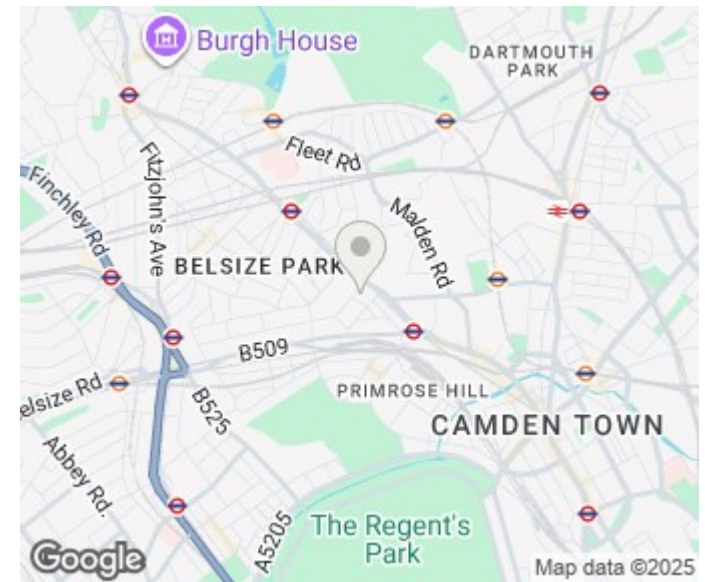 Burgh House
DARTMOUTH
PARK
Fleet Rd
Fitzjohn's Ave
Finchley Rd
Malden Rd
BELSIZE PARK
B509
PRIMROSE HILL
elsize Rd
B525
CAMDEN TOWN
Abbey Rd.
A5205
The Regent's
Park
Google
Map data ©2025